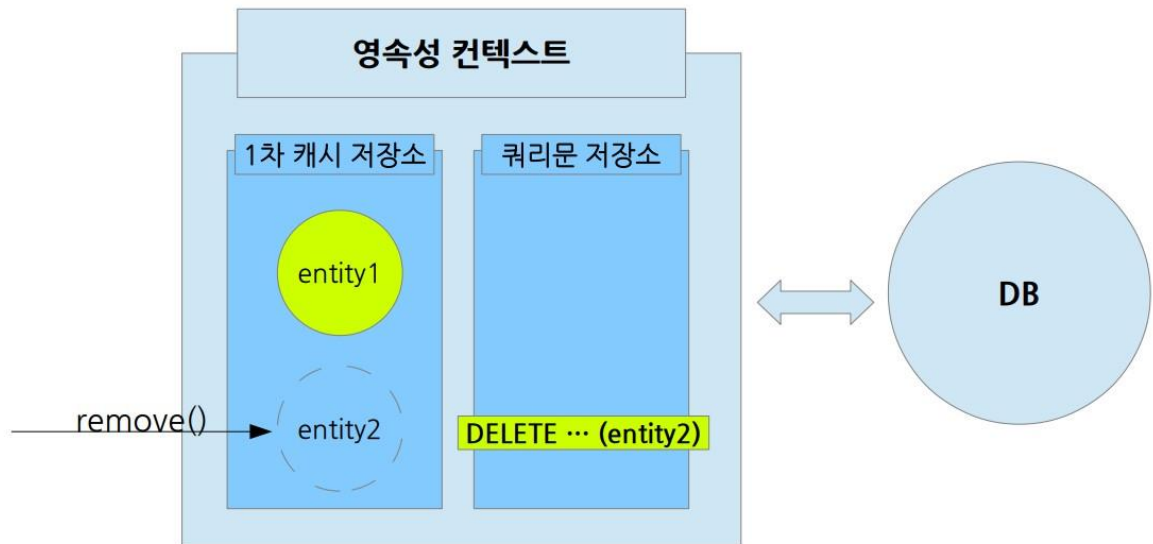 영속성 컨텍스트
1차 캐시 저장소
쿼리문 저장소
entity1
DB
remove()
entity2
DELETE ··· (entity2)